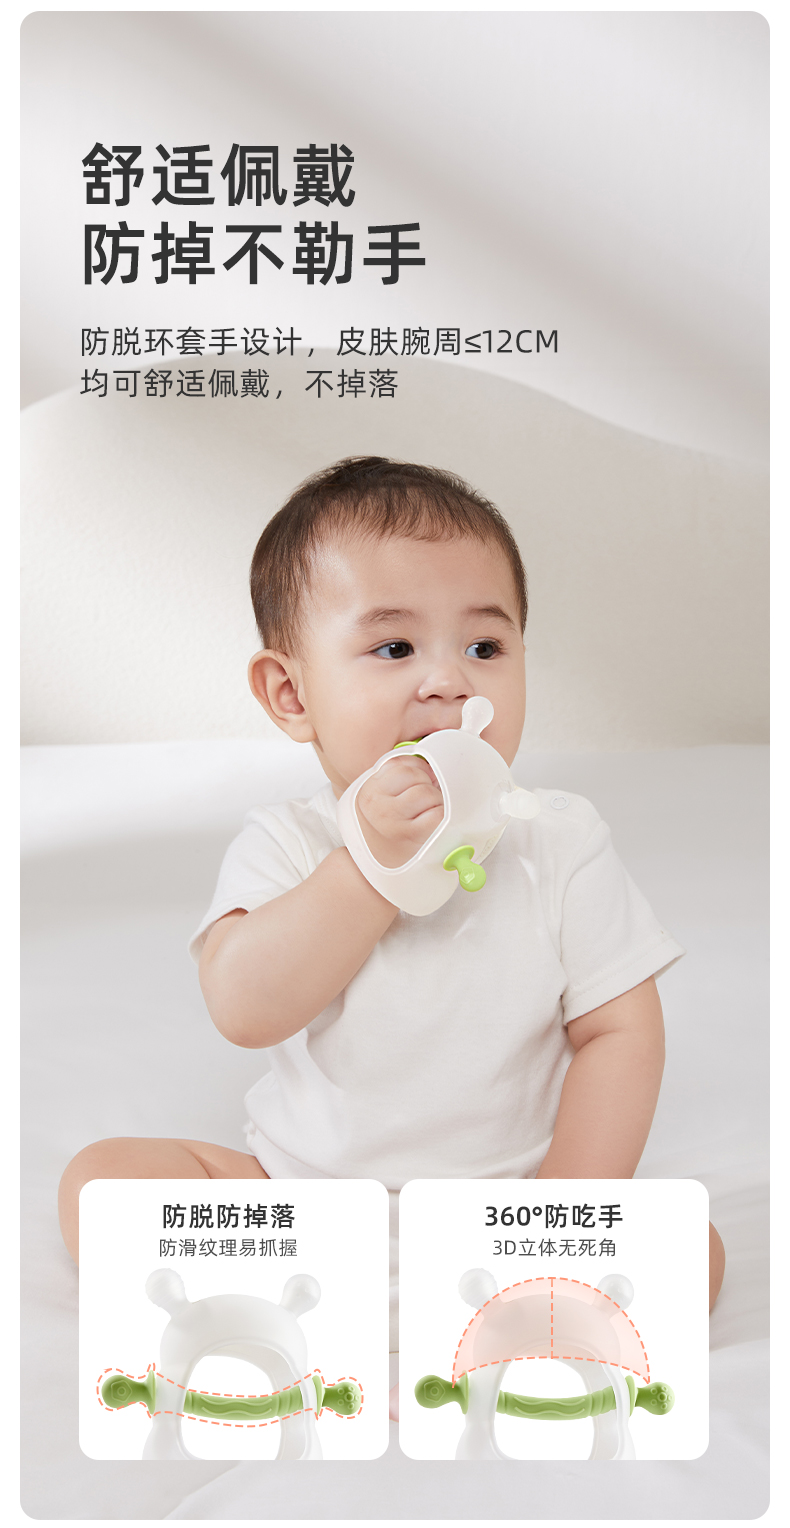 舒适佩戴
防掉不勒手
防脱环套手设计，皮肤腕周≤12CM
均可舒适佩戴，不掉落
防脱防掉落
防滑纹理易抓握
360°防吃手
3D立体无死角